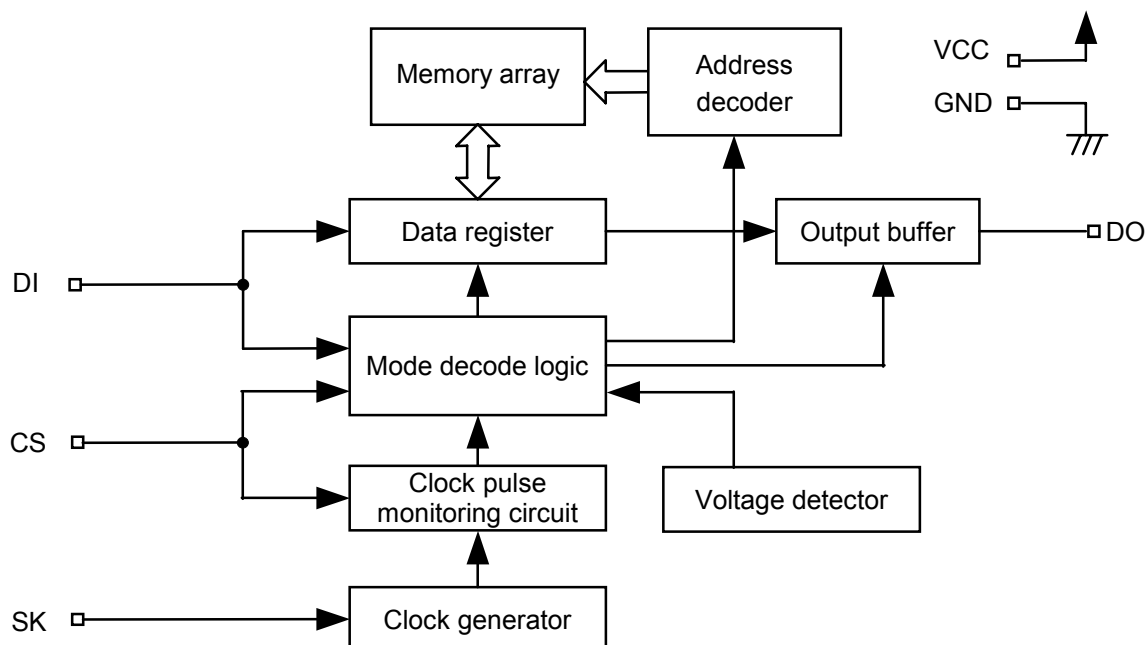 Memory array
Address
decoder
VCC
GND
Data register
Output buffer
DO
DI
Mode decode logic
CS
Clock pulse
monitoring circuit
Voltage detector
SK
Clock generator